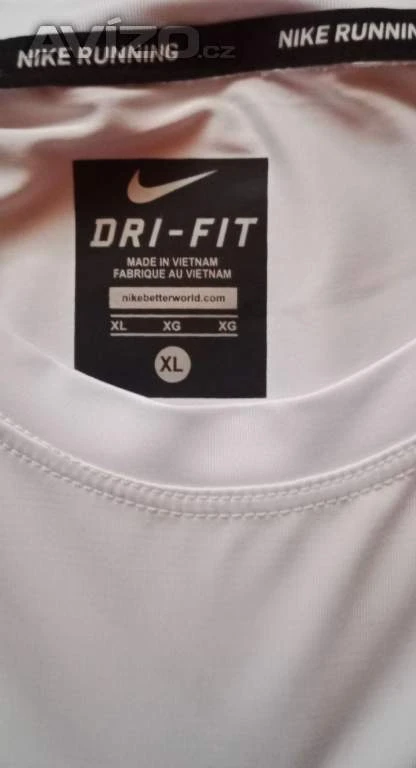 AVÍZO.cz
NIKE RUNNING
NIKE RUNNING
DRI-FIT
MADE IN VIETNAM
FABRIQUE AU VIETNAM
nikebetterworld.com
XL XG XG
XL